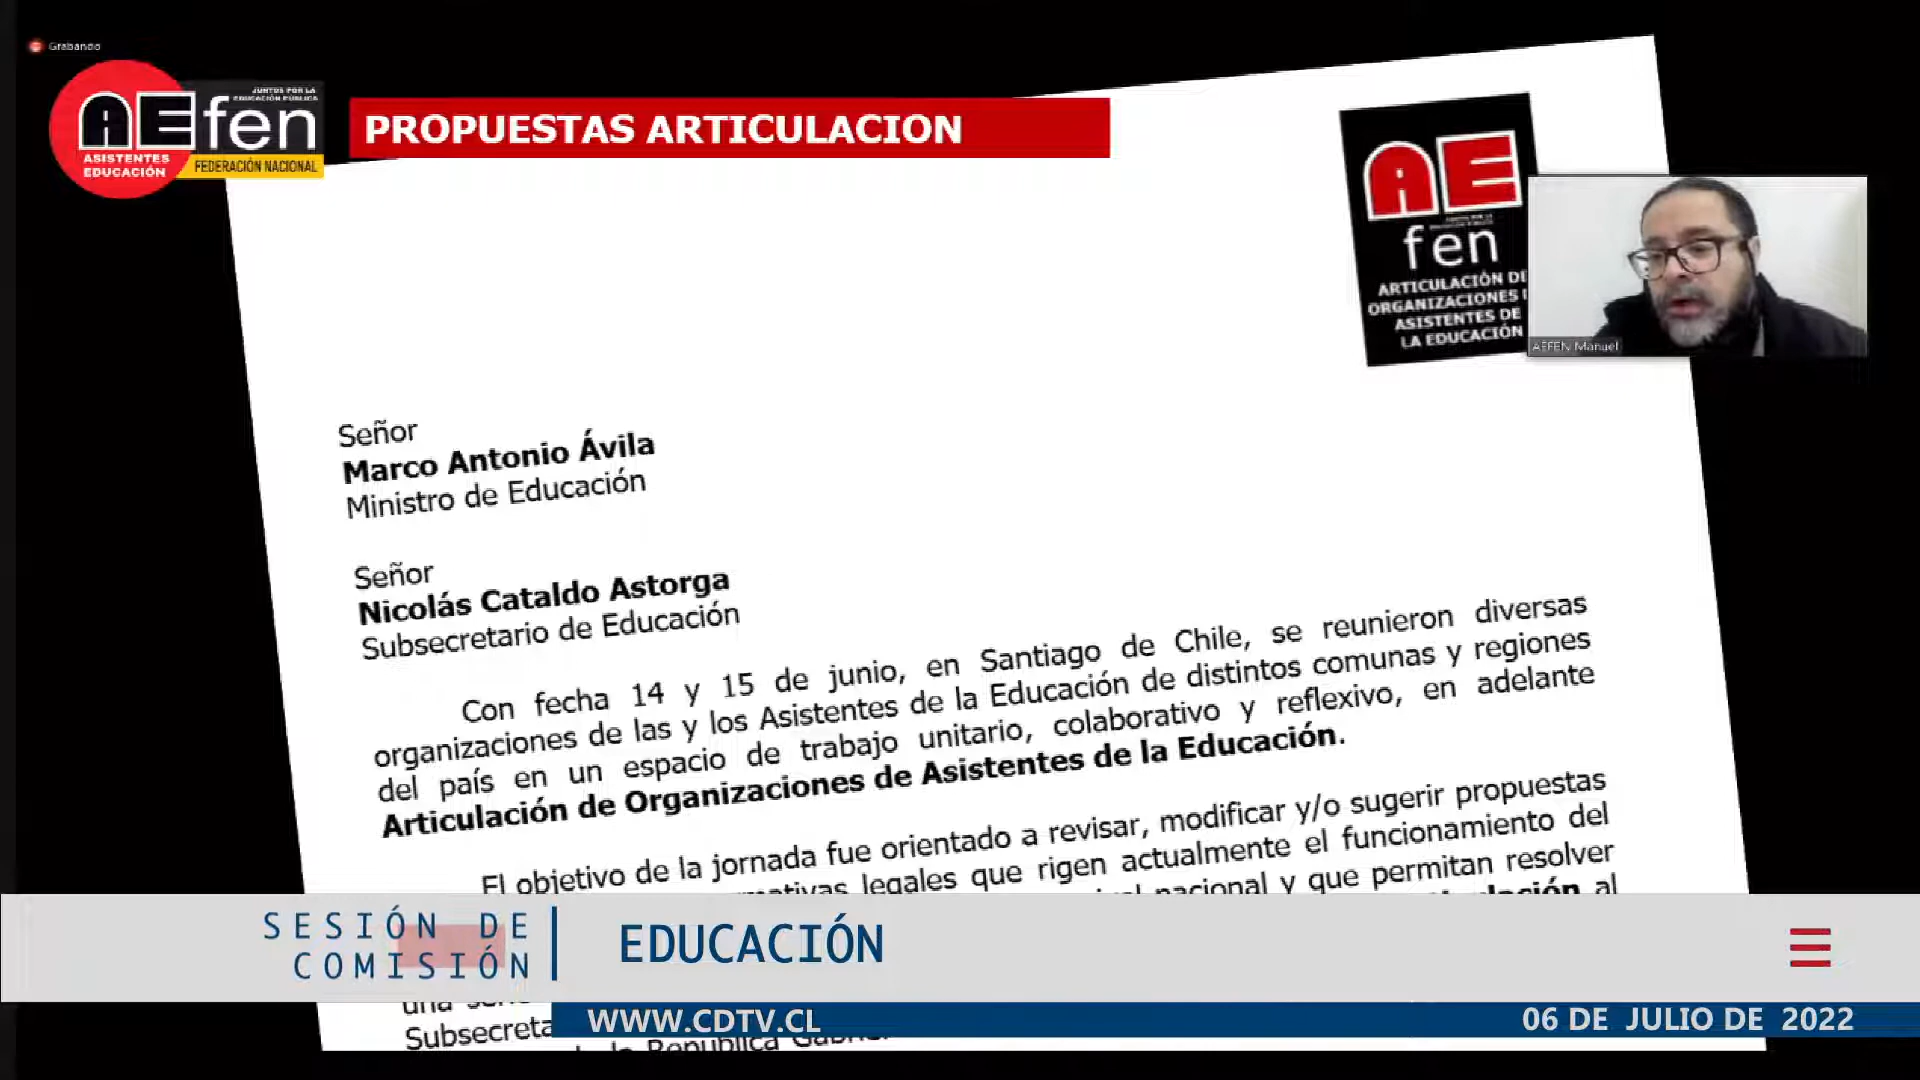 Grabando
JUNTOS POR LA
EDUCACIÓN PÚBLICA
AEfen
ASISTENTES
EDUCACIÓN
FEDERACIÓN NACIONAL
PROPUESTAS ARTICULACION
AE
fen
ARTICULACIÓN DE
ORGANIZACIONES
ASISTENTES DE
LA EDUCACIÓN
AEFEN Manuel
Señor
Marco Antonio Ávila
Ministro de Educación
Señor
Nicolás Cataldo Astorga
Subsecretario de Educación
Con fecha 14 y 15 de junio, en Santiago de Chile, se reunieron diversas
organizaciones de las y los Asistentes de la Educación de distintos comunas y regiones
del país en un espacio de trabajo unitario, colaborativo y reflexivo, en adelante
Articulación de Organizaciones de Asistentes de la Educación.
El objetivo de la jornada fue orientado a revisar, modificar y/o sugerir propuestas
legales que rigen actualmente el funcionamiento del
nacional y que permitan resolver
al
SESIÓN DE
COMISIÓN
EDUCACIÓN
una
WWW.CDTV.CL
06 DE JULIO DE 2022